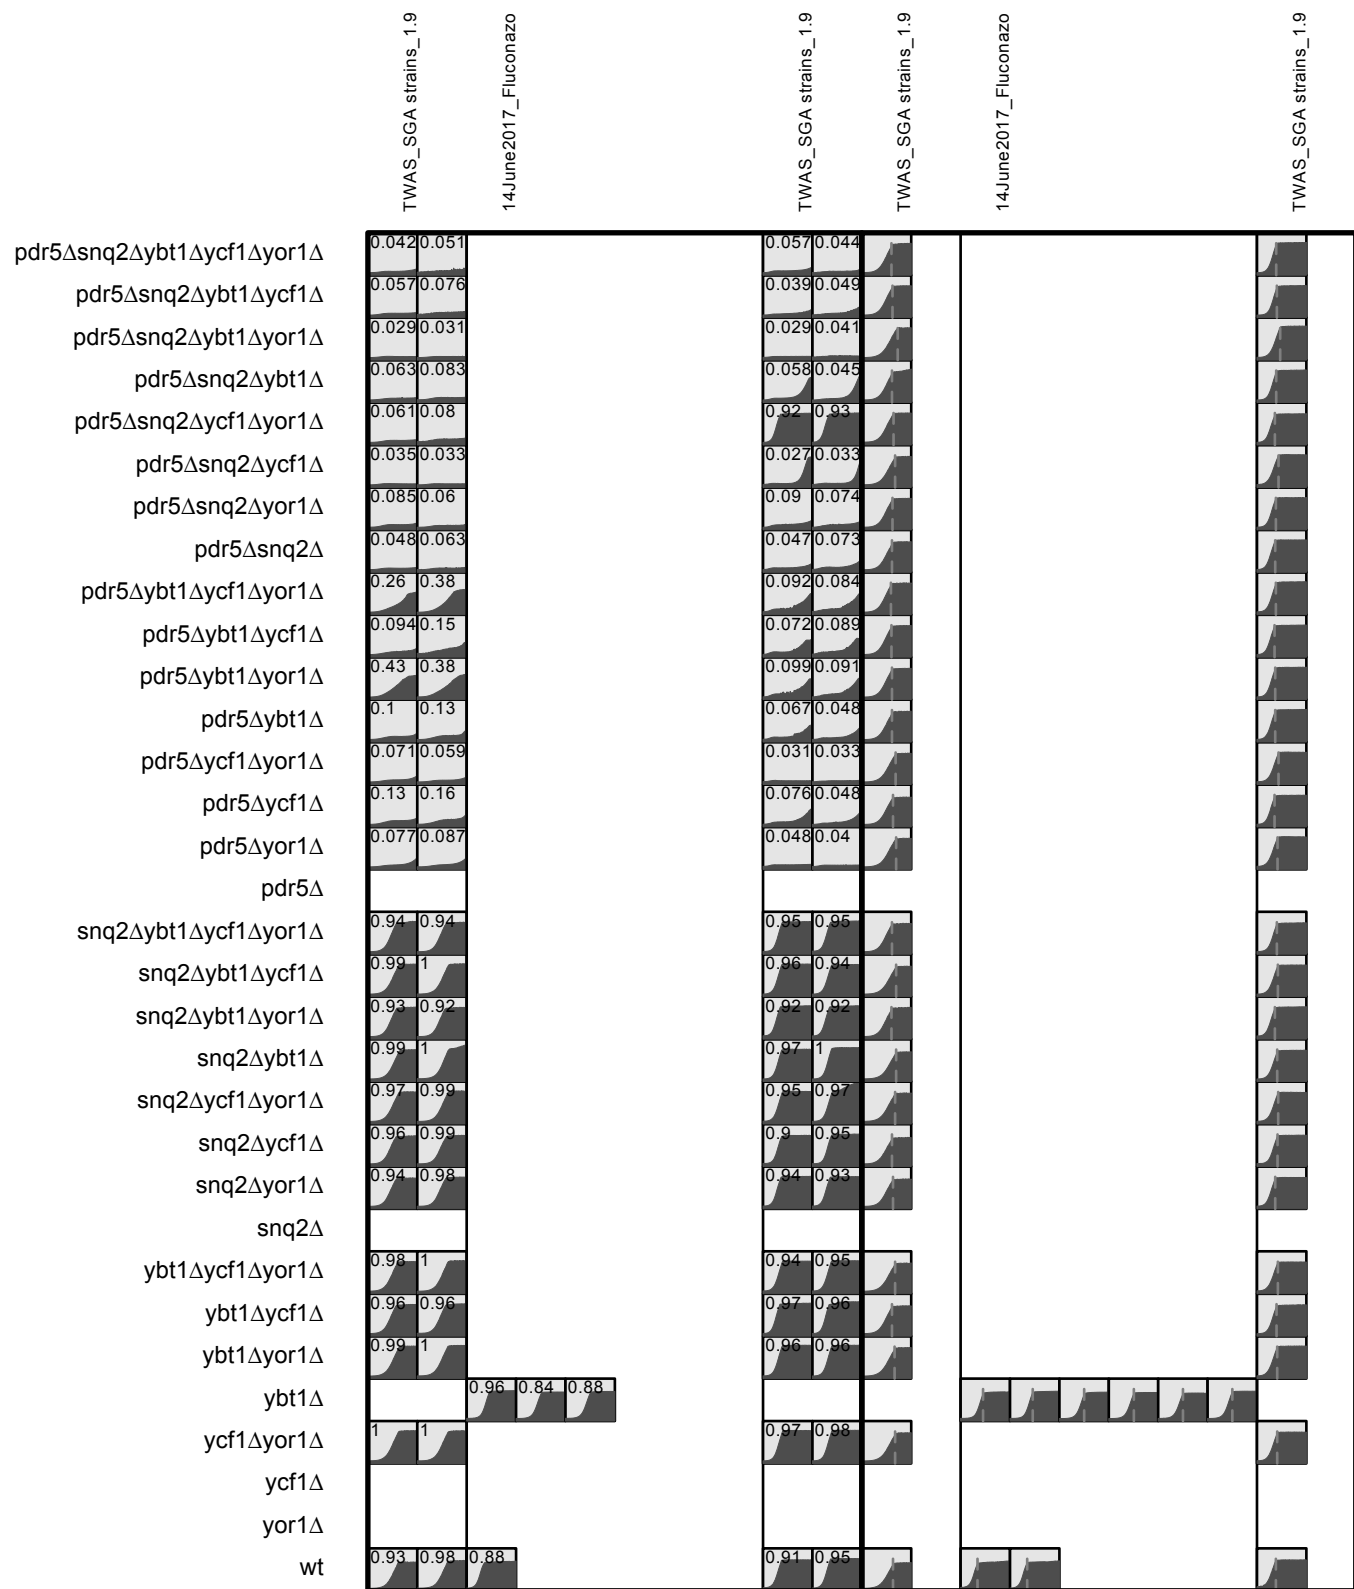 TWAS_SGA strains_1.9
14June2017_Fluconazo
TWAS_SGA strains_1.9
TWAS_SGA strains_1.9
14June2017_Fluconazo
TWAS_SGA strains_1.9
pdr5Δsnq2Δybt1Δycf1Δyor1Δ 0.042 0.051 0.057 0.044
pdr5Δsnq2Δybt1Δycf1Δ 0.057 0.076 0.039 0.049
pdr5Δsnq2Δybt1Δyor1Δ 0.029 0.031 0.029 0.041
pdr5Δsnq2Δybt1Δ 0.063 0.083 0.058 0.045
pdr5Δsnq2Δycf1Δyor1Δ 0.061 0.08 0.92 0.93
pdr5Δsnq2Δycf1Δ 0.035 0.033 0.027 0.033
pdr5Δsnq2Δyor1Δ 0.085 0.06 0.09 0.074
pdr5Δsnq2Δ 0.048 0.063 0.047 0.073
pdr5Δybt1Δycf1Δyor1Δ 0.26 0.38 0.092 0.084
pdr5Δybt1Δycf1Δ 0.094 0.15 0.072 0.089
pdr5Δybt1Δyor1Δ 0.43 0.38 0.099 0.091
pdr5Δybt1Δ 0.1 0.13 0.067 0.048
pdr5Δycf1Δyor1Δ 0.071 0.059 0.031 0.033
pdr5Δycf1Δ 0.13 0.16 0.076 0.048
pdr5Δyor1Δ 0.077 0.087 0.048 0.04
pdr5Δ
snq2Δybt1Δycf1Δyor1Δ 0.94 0.94 0.95 0.95
snq2Δybt1Δycf1Δ 0.99 1 0.96 0.94
snq2Δybt1Δyor1Δ 0.93 0.92 0.92 0.92
snq2Δybt1Δ 0.99 1 0.97 1
snq2Δycf1Δyor1Δ 0.97 0.99 0.95 0.97
snq2Δycf1Δ 0.96 0.99 0.9 0.95
snq2Δyor1Δ 0.94 0.98 0.94 0.93
snq2Δ
ybt1Δycf1Δyor1Δ 0.98 1 0.94 0.95
ybt1Δycf1Δ 0.96 0.96 0.97 0.96
ybt1Δyor1Δ 0.99 1 0.96 0.96
ybt1Δ 0.96 0.84 0.88
ycf1Δyor1Δ 1 1 0.97 0.98
ycf1Δ
yor1Δ
wt 0.93 0.98 0.88 0.91 0.95